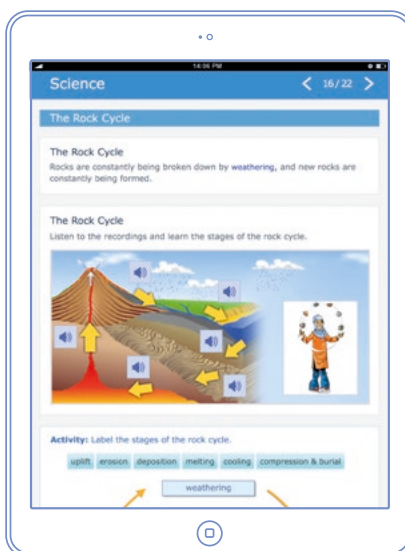 14:06 PM
Science
16/22
The Rock Cycle
The Rock Cycle
Rocks are constantly being broken down by weathering, and new rocks are
constantly being formed.
The Rock Cycle
Listen to the recordings and learn the stages of the rock cycle.
Activity: Label the stages of the rock cycle.
uplift erosion deposition melting cooling compression & burial
weathering